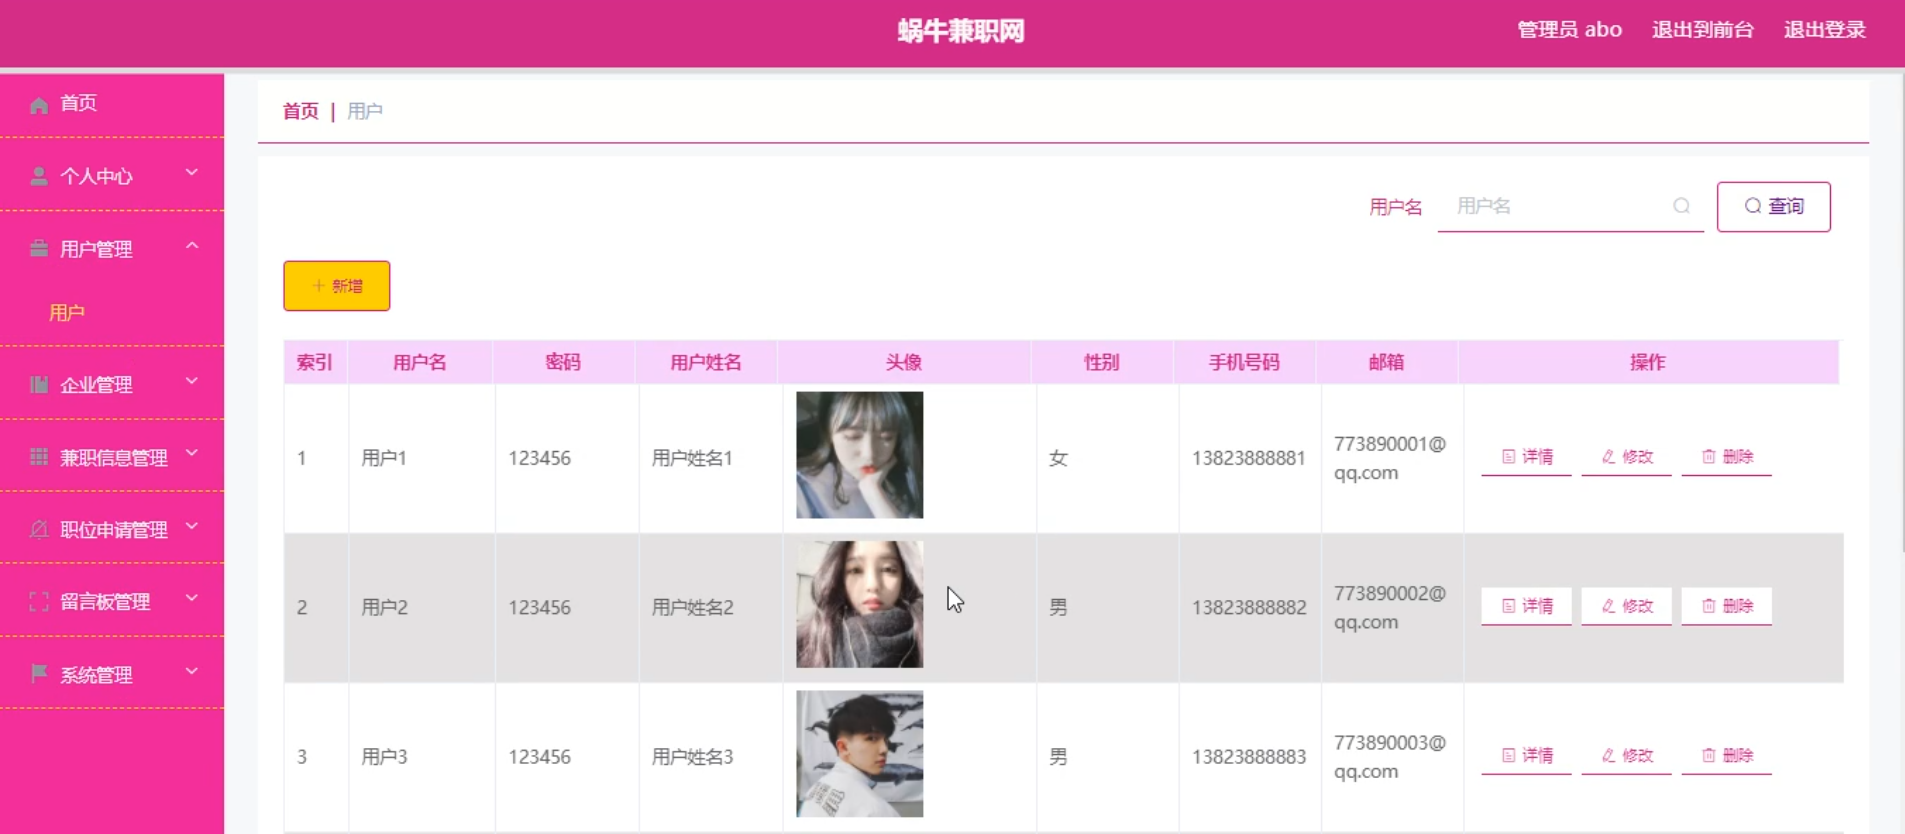 蜗牛兼职网
管理员 abo 退出到前台 退出登录
首页
个人中心
用户管理
用户
企业管理
兼职信息管理
职位申请管理
留言板管理
系统管理
首页 | 用户
用户名 用户名 查询
+ 新增
索引 用户名 密码 用户姓名 头像 性别 手机号码 邮箱 操作
1 用户1 123456 用户姓名1 女 13823888881 773890001@
qq.com 详情 修改 删除
2 用户2 123456 用户姓名2 男 13823888882 773890002@
qq.com 详情 修改 删除
3 用户3 123456 用户姓名3 男 13823888883 773890003@
qq.com 详情 修改 删除